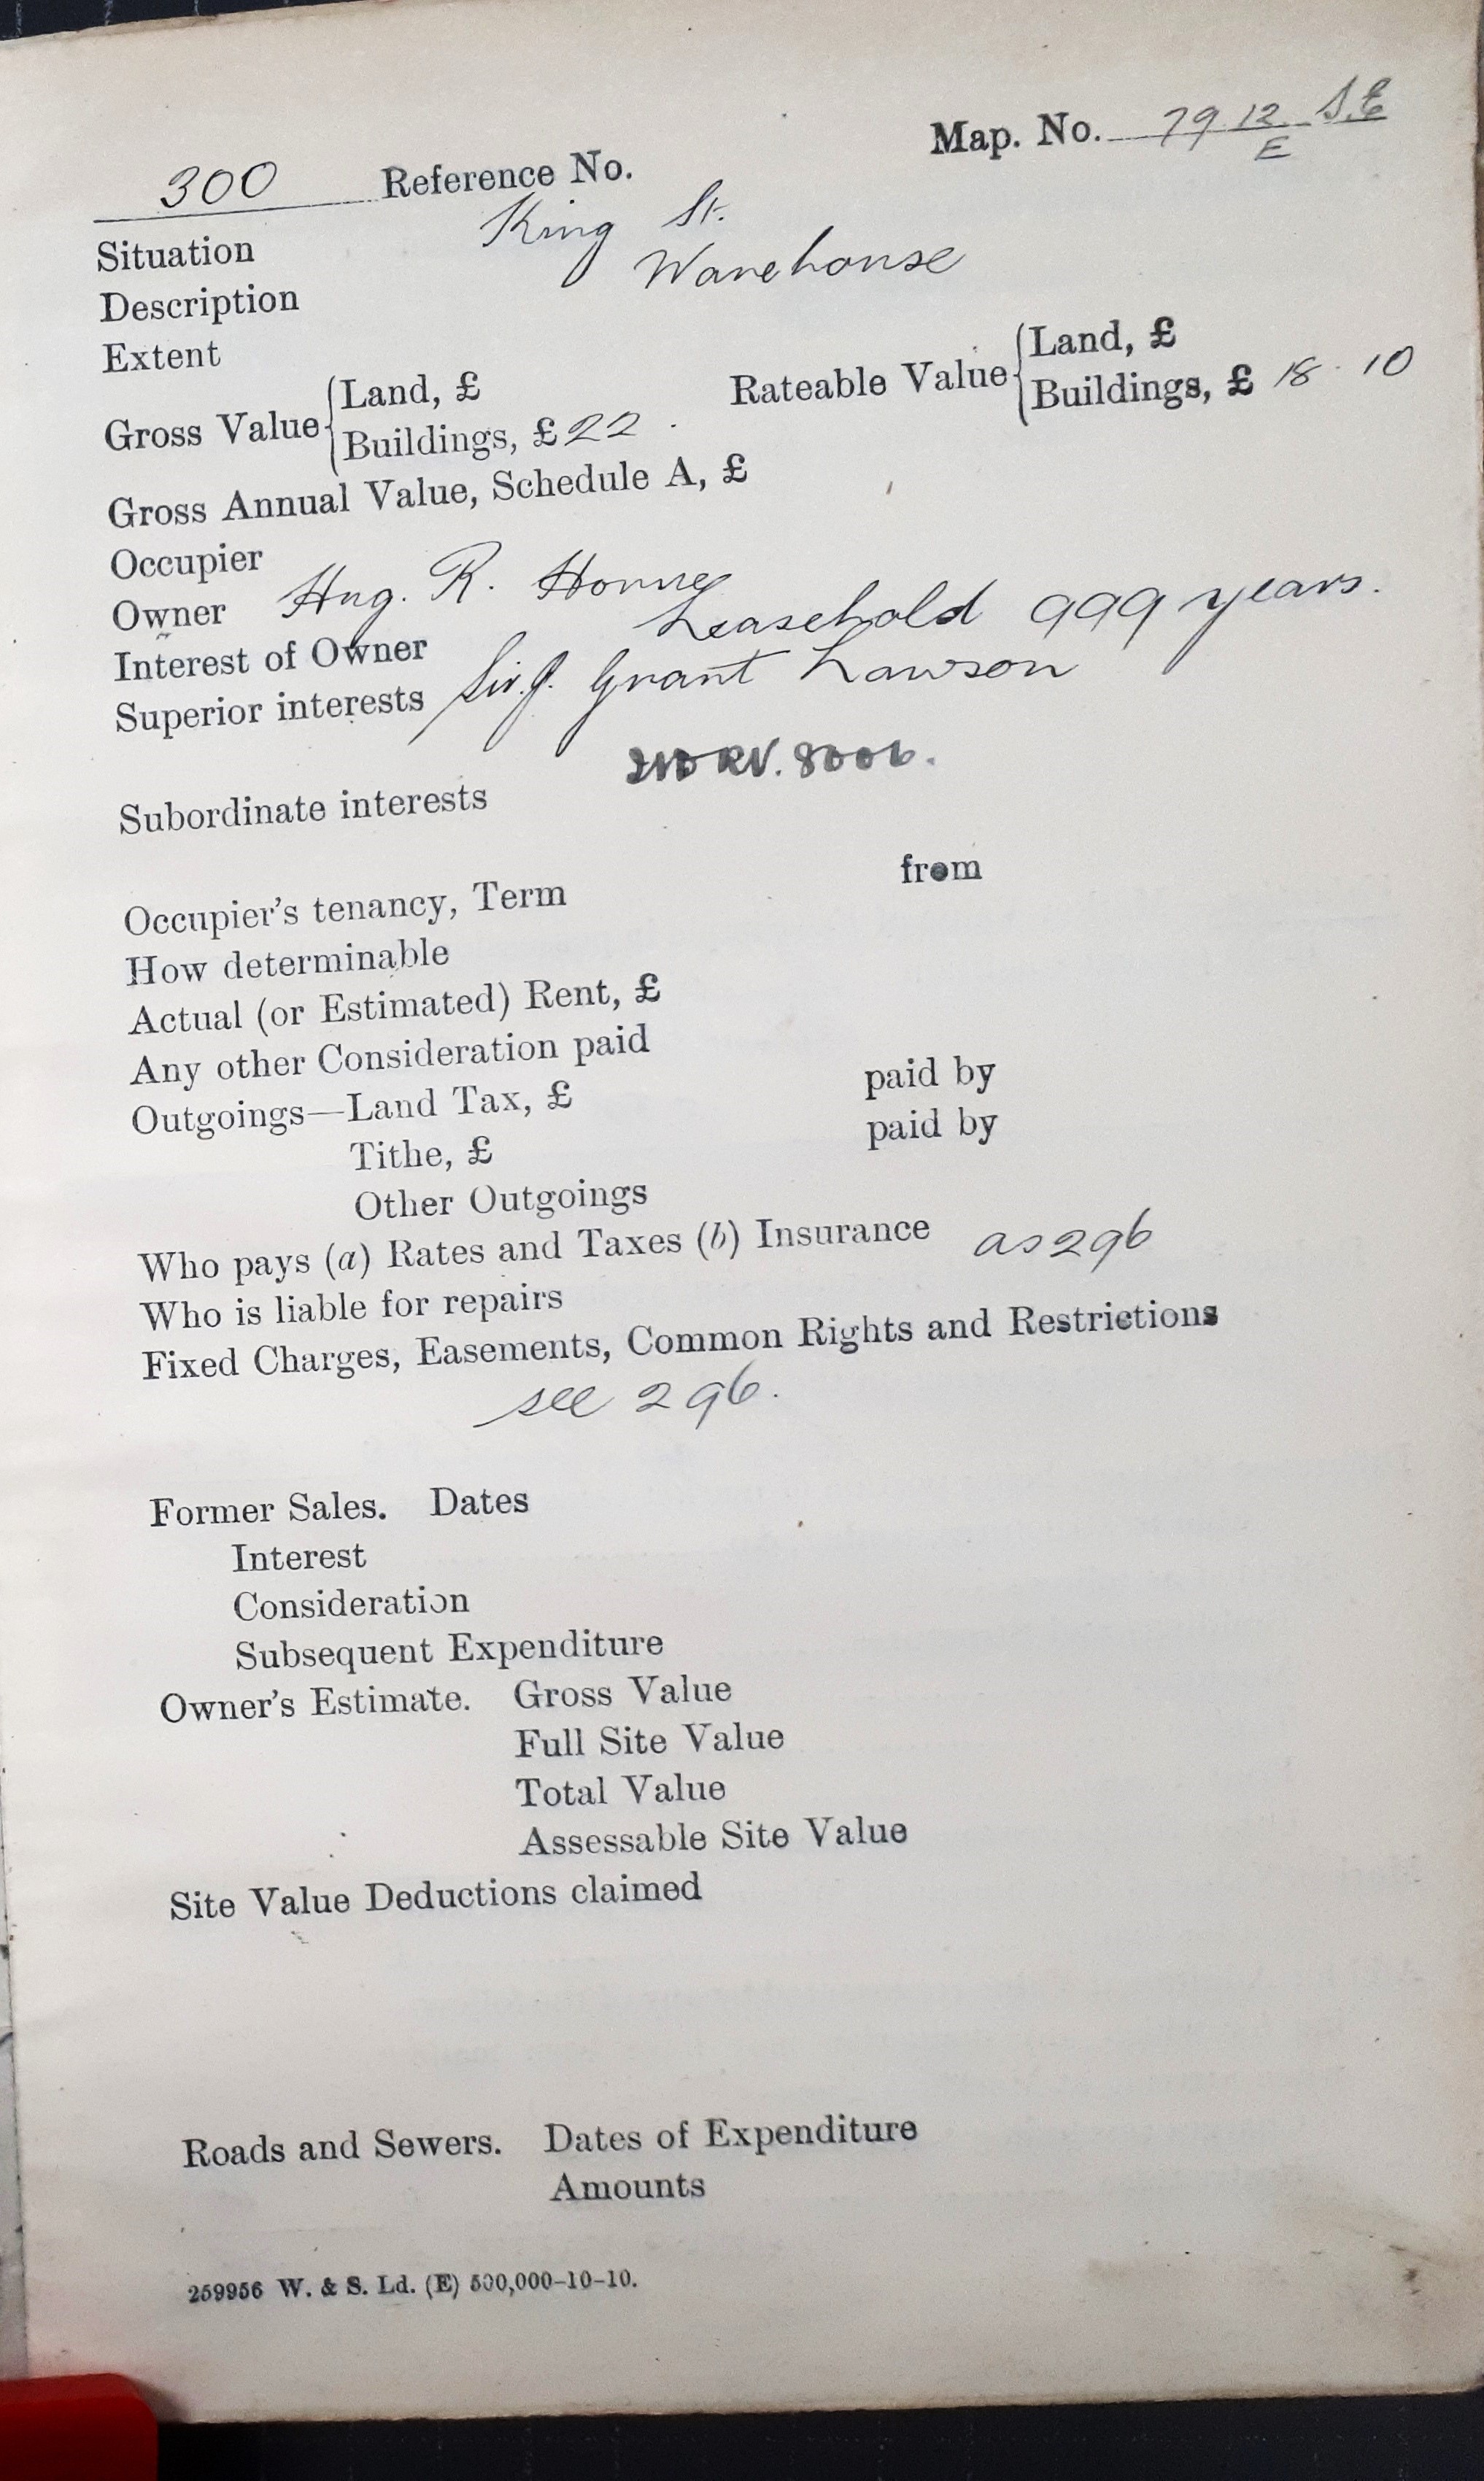 Map. No. 79 12 S.E
E
300 Reference No.
Situation King St.
Description Warehouse
Extent
Gross Value { Land, £
Buildings, £ 22 .
Rateable Value { Land, £
Buildings, £ 18 . 10
Gross Annual Value, Schedule A, £
Occupier
Owner R.
Interest of Owner Leasehold 999 years.
Superior interests Sir J. Grant Lawson
Subordinate interests
Occupier's tenancy, Term from
How determinable
Actual (or Estimated) Rent, £
Any other Consideration paid
Outgoings—Land Tax, £ paid by
Tithe, £ paid by
Other Outgoings
Who pays (a) Rates and Taxes (b) Insurance as 296
Who is liable for repairs
Fixed Charges, Easements, Common Rights and Restrictions
see 296.
Former Sales. Dates
Interest
Consideration
Subsequent Expenditure
Owner's Estimate. Gross Value
Full Site Value
Total Value
Assessable Site Value
Site Value Deductions claimed
Roads and Sewers. Dates of Expenditure
Amounts
259956 W. & S. Ld. (E) 500,000-10-10.